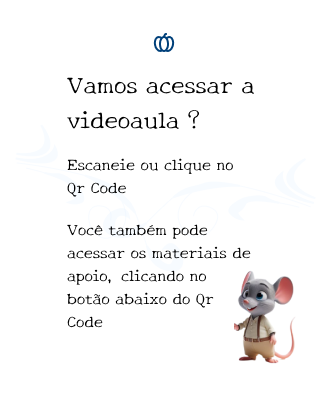 Vamos acessar a
videoaula ?
Escaneie ou clique no
Qr Code
Você também pode
acessar os materiais de
apoio, clicando no
botão abaixo do Qr
Code